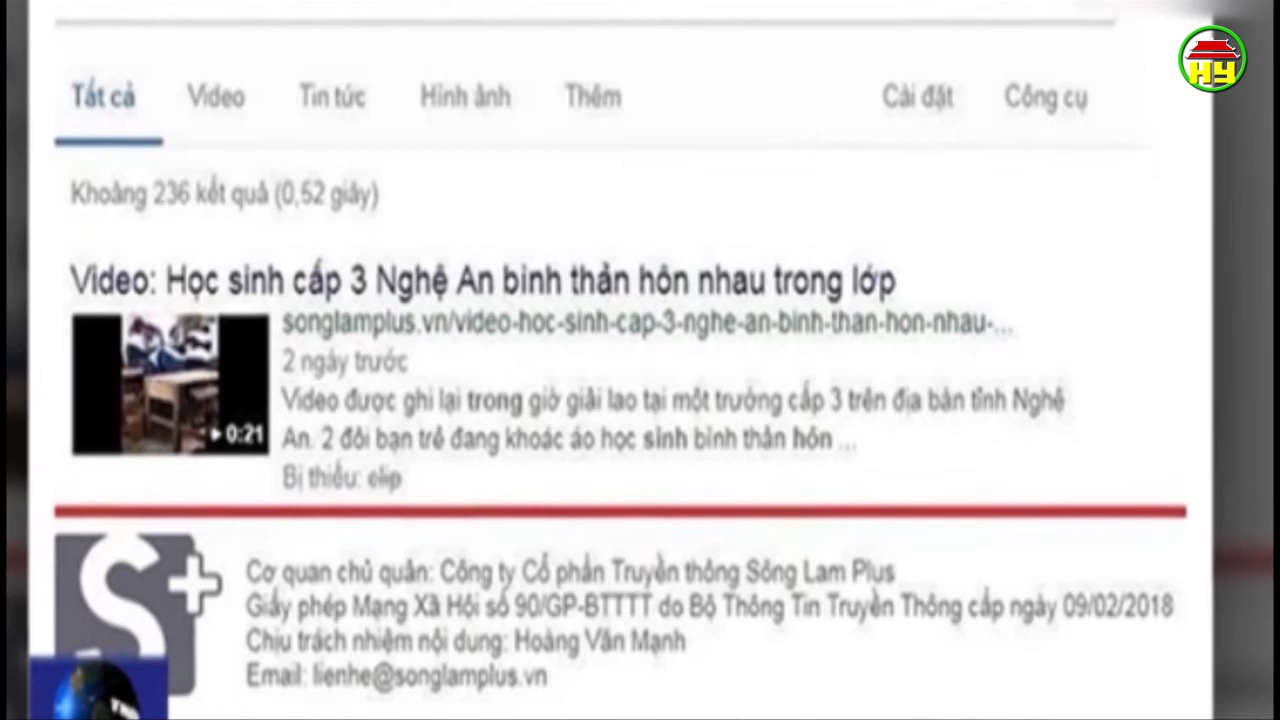 HY
Tất cả Video Tin tức Hình ảnh Thêm Cài đặt Công cụ
Khoảng 236 kết quả (0,52 giây)
Video: Học sinh cấp 3 Nghệ An bình thản hôn nhau trong lớp
songlamplus.vn/video-hoc-sinh-cap-3-nghe-an-binh-than-hon-nhau-...
2 ngày trước
0:21
Video được ghi lại trong giờ giải lao tại một trường cấp 3 trên địa bàn tỉnh Nghệ
An. 2 đôi bạn trẻ đang khoác áo học sinh bình thản hôn ...
Bị thiếu: clip
S+
Cơ quan chủ quản: Công ty Cổ phần Truyền thông Sông Lam Plus
Giấy phép Mạng Xã Hội số 90/GP-BTTTT do Bộ Thông Tin Truyền Thông cấp ngày 09/02/2018
Chịu trách nhiệm nội dung: Hoàng Văn Mạnh
Email: lienhe@songlamplus.vn